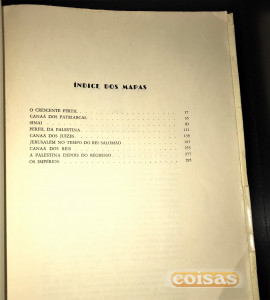 ÍNDICE DOS MAPAS
O CRESCENTE FÉRTIL
CANAÃ DOS PATRIARCAS
SINAI
PERFIL DA PALESTINA
CANAÃ DOS JUÍZES
JERUSALÉM NO TEMPO DO REI SALOMÃO
CANAÃ DOS REIS
A PALESTINA DEPOIS DO REGRESSO
OS IMPÉRIOS
coisas